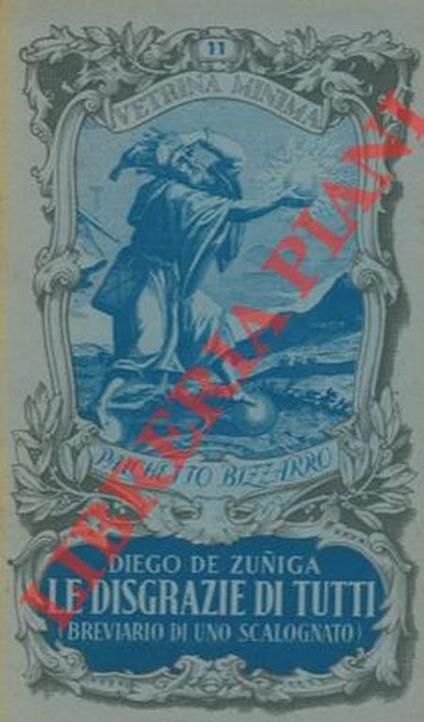 11
VETRINA MINIMA
PACCHETTO BIZZARRO
DIEGO DE ZUÑIGA
LE DISGRAZIE DI TUTTI
(BREVIARIO DI UNO SCALOGNATO)
LIBRERIA PIANI